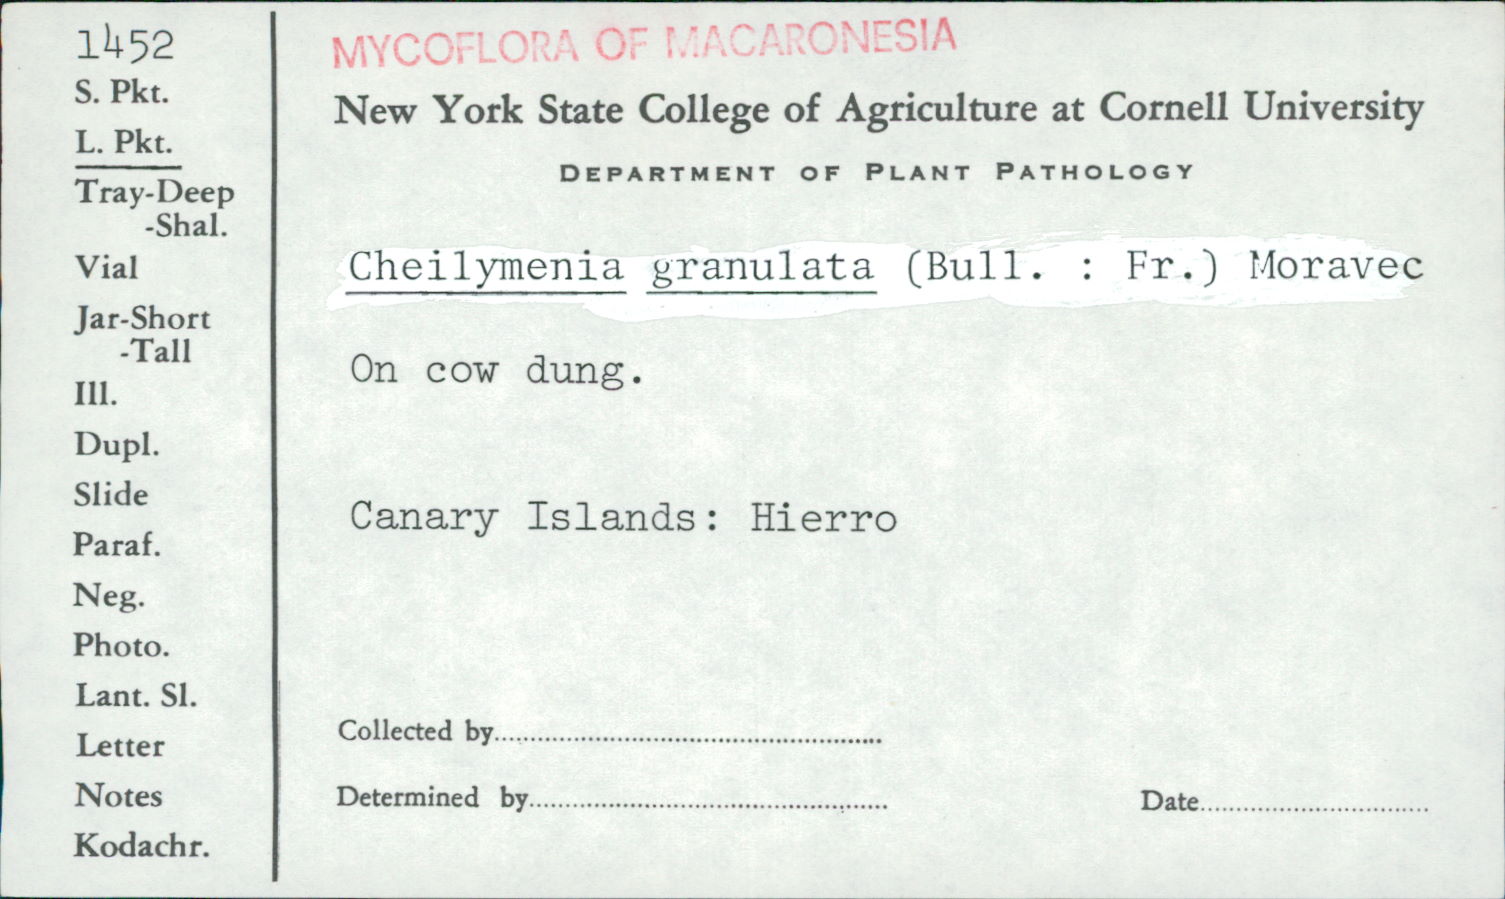 1452
S. Pkt.
L. Pkt.
Tray-Deep
-Shal.
Vial
Jar-Short
-Tall
Ill.
Dupl.
Slide
Paraf.
Neg.
Photo.
Lant. Sl.
Letter
Notes
Kodachr.
MYCOFLORA OF MACARONESIA
New York State College of Agriculture at Cornell University
DEPARTMENT OF PLANT PATHOLOGY
Cheilymenia granulata (Bull. : Fr.) Moravec
On cow dung.
Canary Islands: Hierro
Collected by
Determined by
Date